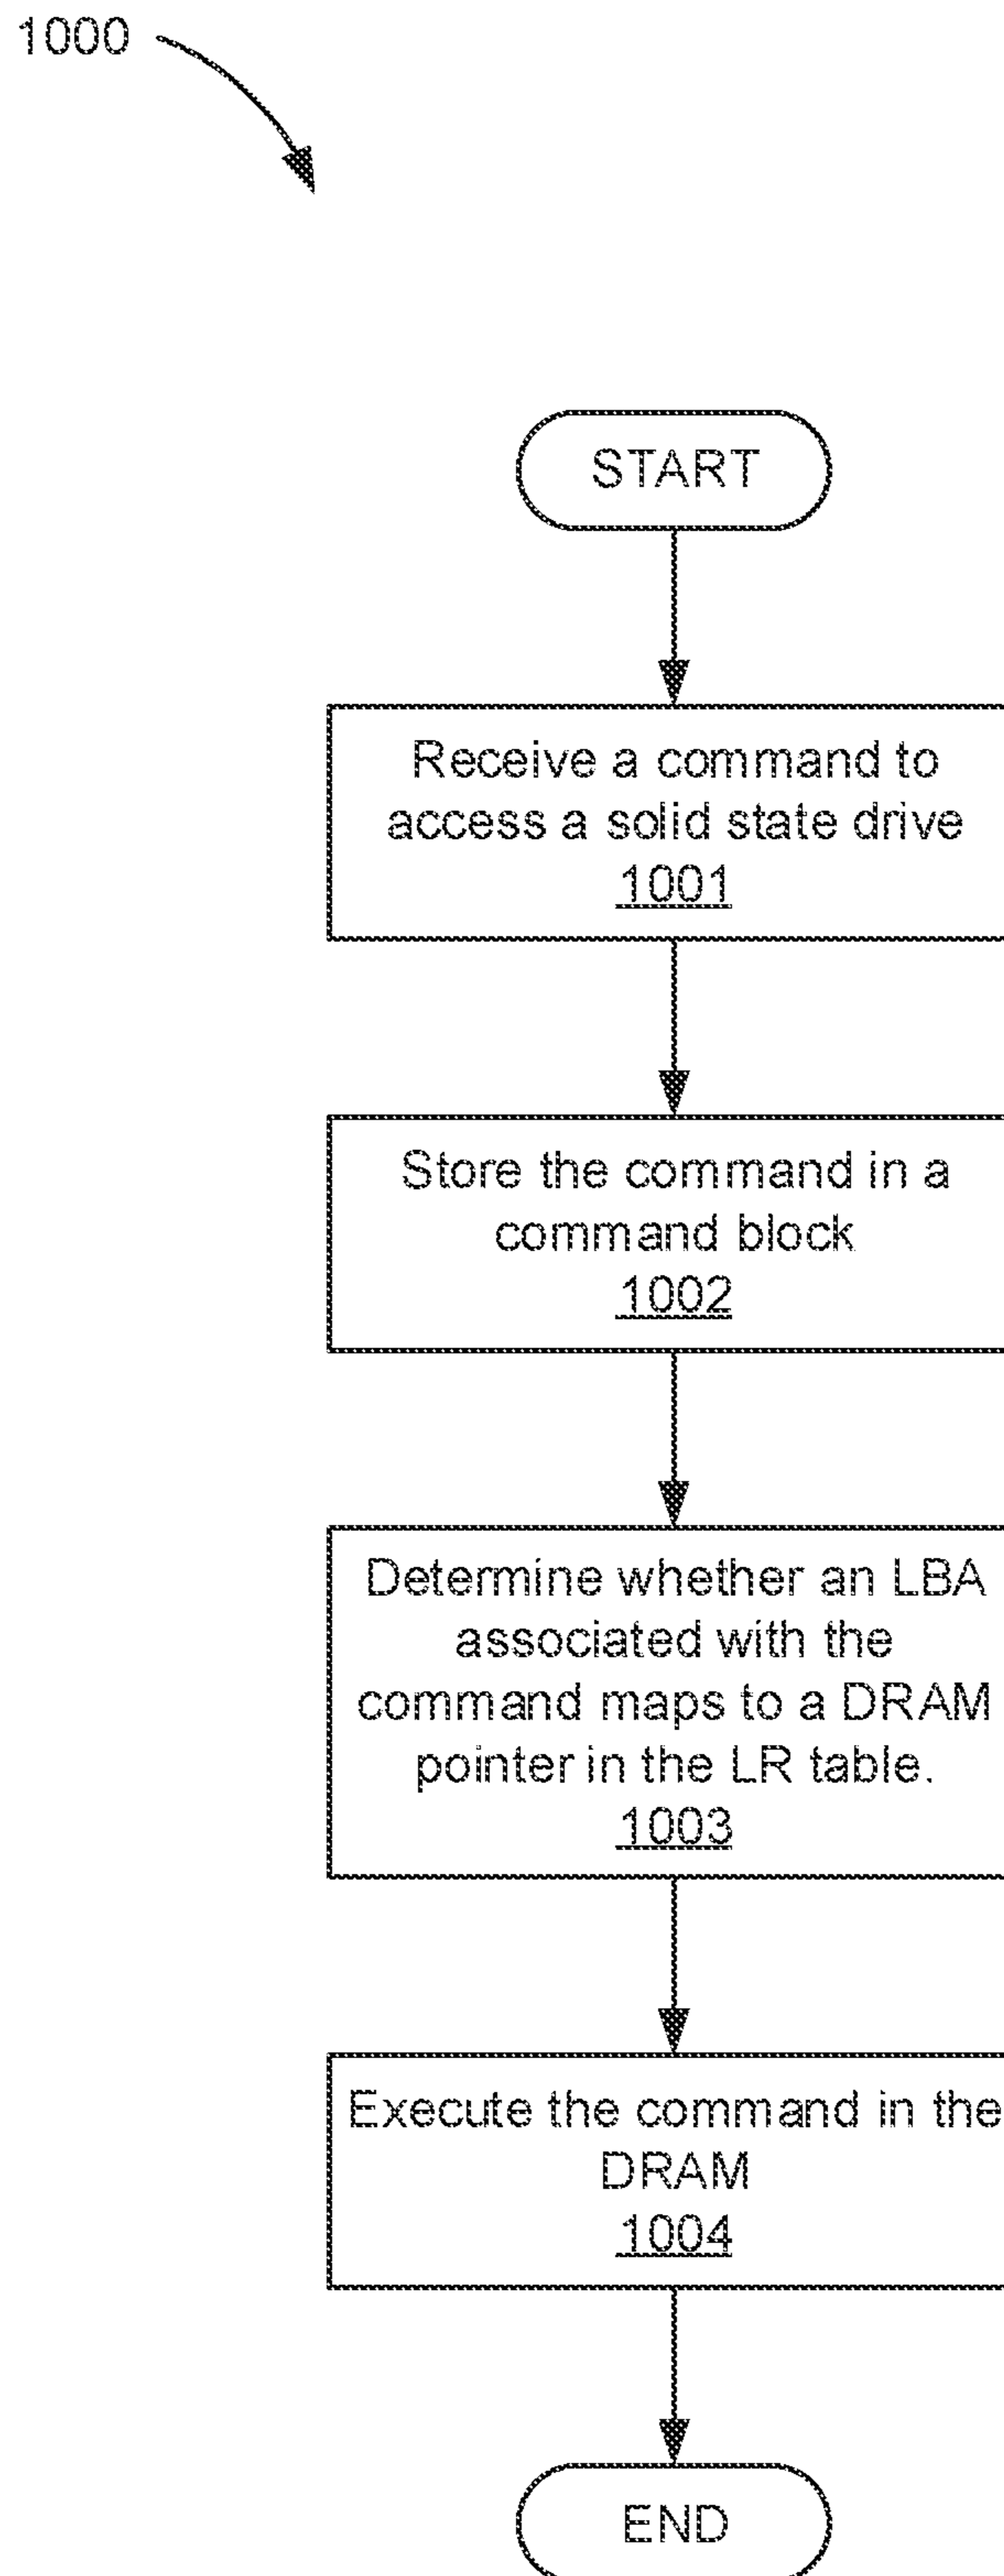 1000
START
Receive a command to
access a solid state drive
1001
Store the command in a
command block
1002
Determine whether an LBA
associated with the
command maps to a DRAM
pointer in the LR table.
1003
Execute the command in the
DRAM
1004
END